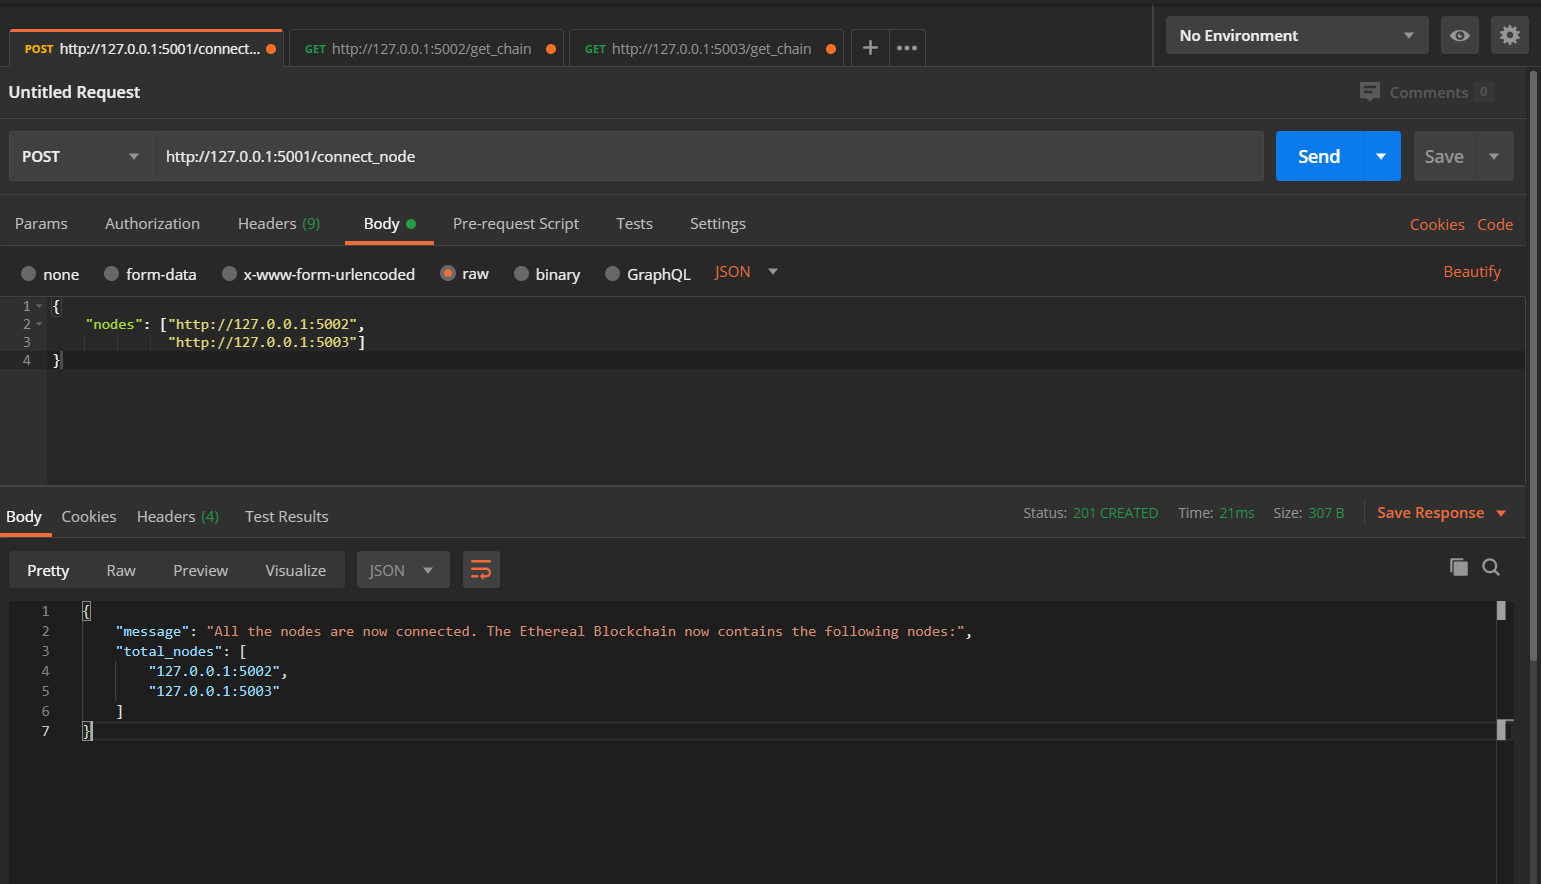 POST http://127.0.0.1:5001/connect... GET http://127.0.0.1:5002/get_chain GET http://127.0.0.1:5003/get_chain + ••• No Environment
Untitled Request Comments 0
POST http://127.0.0.1:5001/connect_node Send Save
Params Authorization Headers (9) Body Pre-request Script Tests Settings Cookies Code
none form-data x-www-form-urlencoded raw binary GraphQL JSON Beautify
1 {
2 "nodes": ["http://127.0.0.1:5002",
3 "http://127.0.0.1:5003"]
4 }
Body Cookies Headers (4) Test Results Status: 201 CREATED Time: 21ms Size: 307 B Save Response
Pretty Raw Preview Visualize JSON
1 {
2 "message": "All the nodes are now connected. The Ethereal Blockchain now contains the following nodes:",
3 "total_nodes": [
4 "127.0.0.1:5002",
5 "127.0.0.1:5003"
6 ]
7 }